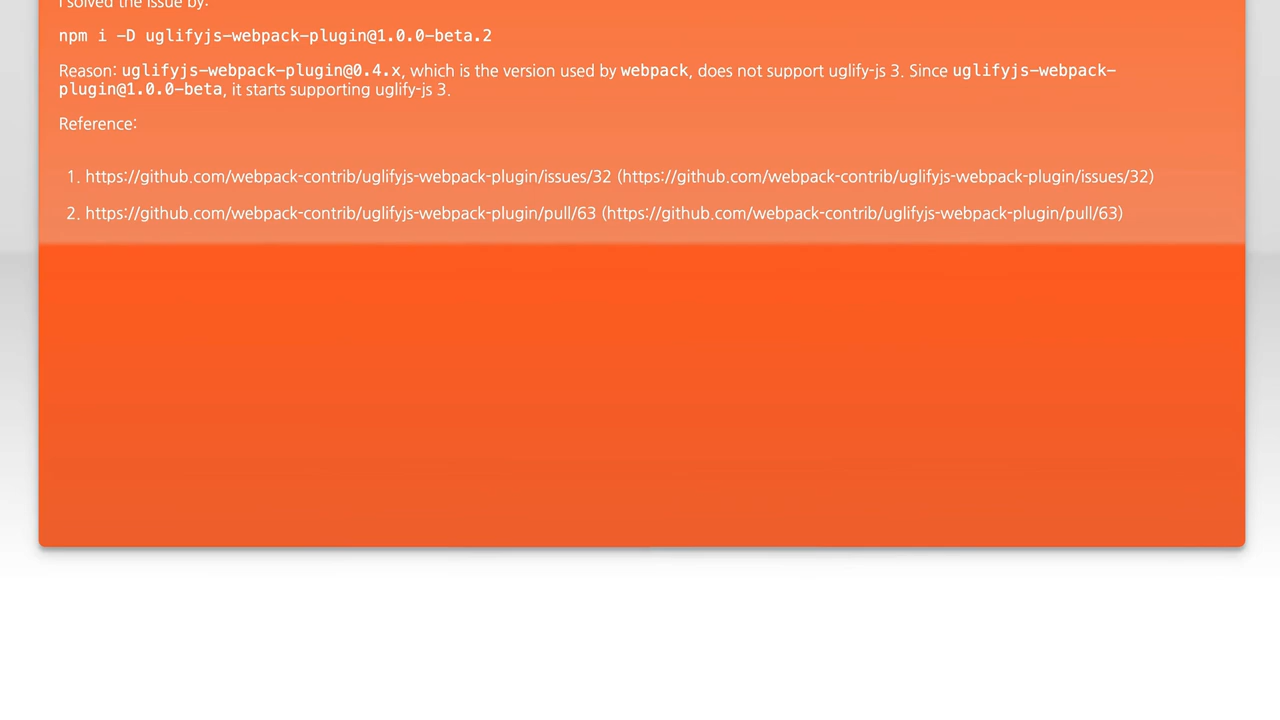 I solved the issue by:
npm i -D uglifyjs-webpack-plugin@1.0.0-beta.2
Reason: uglifyjs-webpack-plugin@0.4.x, which is the version used by webpack, does not support uglify-js 3. Since uglifyjs-webpack-
plugin@1.0.0-beta, it starts supporting uglify-js 3.
Reference:
1. https://github.com/webpack-contrib/uglifyjs-webpack-plugin/issues/32 (https://github.com/webpack-contrib/uglifyjs-webpack-plugin/issues/32)
2. https://github.com/webpack-contrib/uglifyjs-webpack-plugin/pull/63 (https://github.com/webpack-contrib/uglifyjs-webpack-plugin/pull/63)